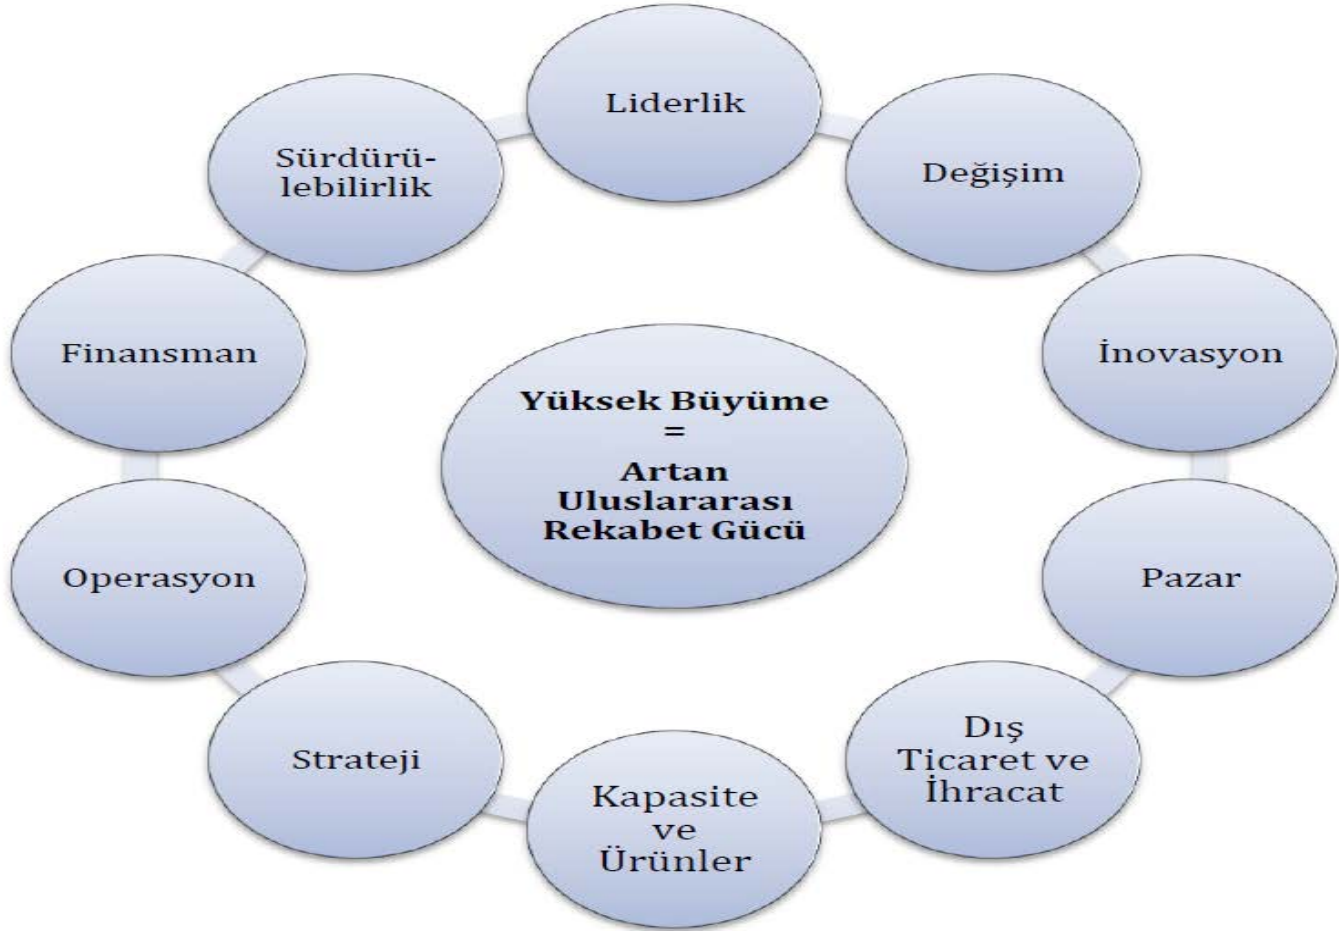 Liderlik
Değişim
İnovasyon
Pazar
Dış
Ticaret ve
İhracat
Kapasite
ve
Ürünler
Strateji
Operasyon
Finansman
Sürdürü-
lebilirlik
Yüksek Büyüme
=
Artan
Uluslararası
Rekabet Gücü